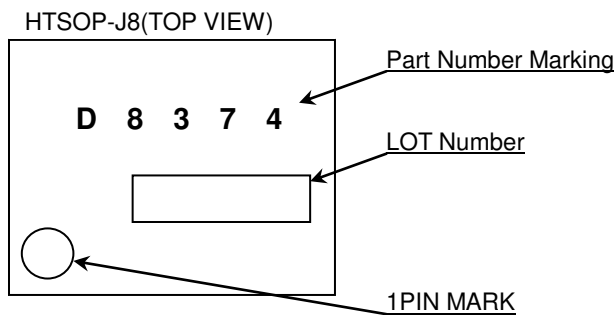 HTSOP-J8(TOP VIEW)
Part Number Marking
D 8 3 7 4
LOT Number
1PIN MARK